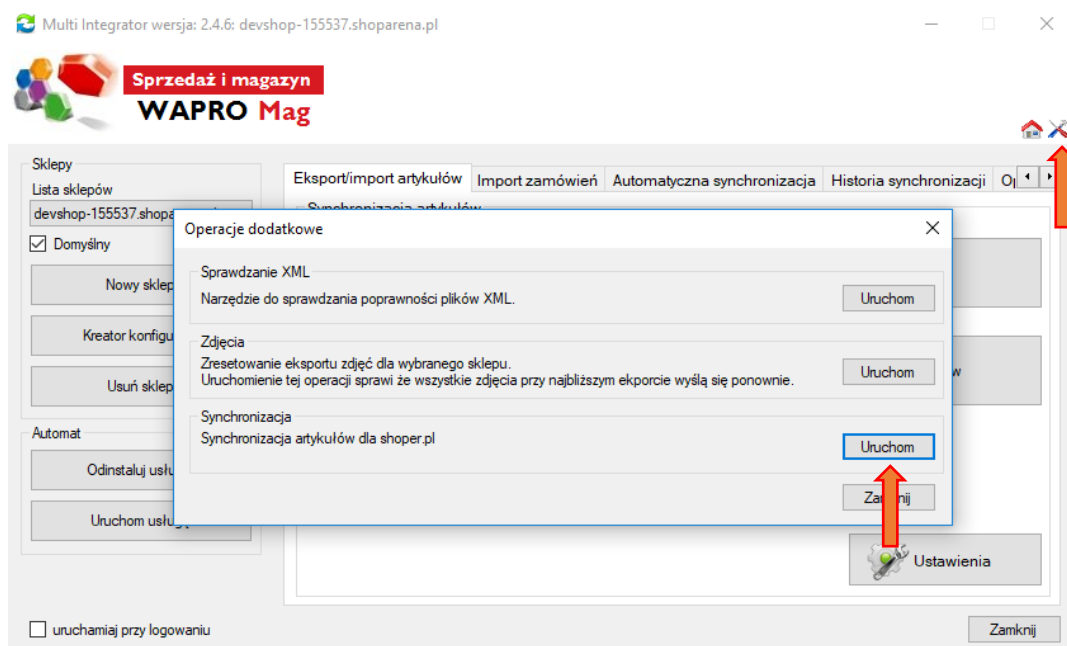 Multi Integrator wersja: 2.4.6: devshop-155537.shoparena.pl
Sprzedaż i magazyn
WAPRO Mag
Sklepy
Lista sklepów
devshop-155537.shopa
Domyślny
Nowy sklep
Kreator konfigu
Usuń sklep
Automat
Odinstaluj usłu
Uruchom usłu
Eksport/import artykułów
Import zamówień
Automatyczna synchronizacja
Historia synchronizacji
Synchronizacja artykułów
Operacje dodatkowe
Sprawdzanie XML
Narzędzie do sprawdzania poprawności plików XML.
Uruchom
Zdjęcia
Zresetowanie eksportu zdjęć dla wybranego sklepu.
Uruchomienie tej operacji sprawi że wszystkie zdjęcia przy najbliższym ekporcie wyślą się ponownie.
Uruchom
Synchronizacja
Synchronizacja artykułów dla shoper.pl
Uruchom
w
Ustawienia
uruchamiaj przy logowaniu
Zamknij